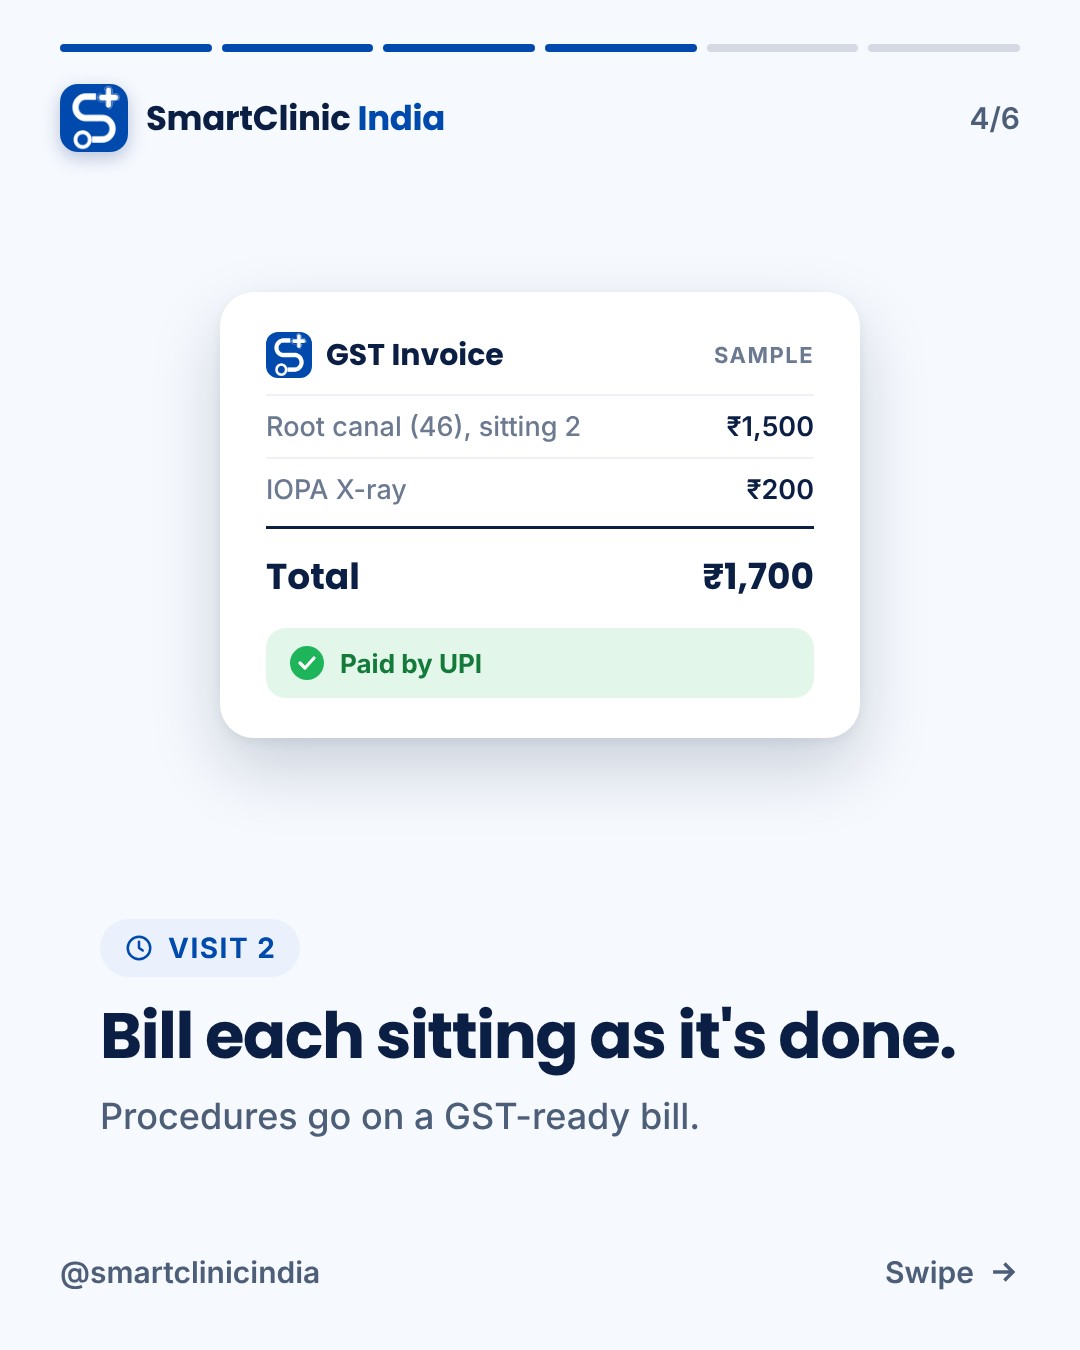 SmartClinic India
4/6
GST Invoice SAMPLE
Root canal (46), sitting 2 ₹1,500
IOPA X-ray ₹200
Total ₹1,700
Paid by UPI
VISIT 2
Bill each sitting as it's done.
Procedures go on a GST-ready bill.
@smartclinicindia
Swipe →